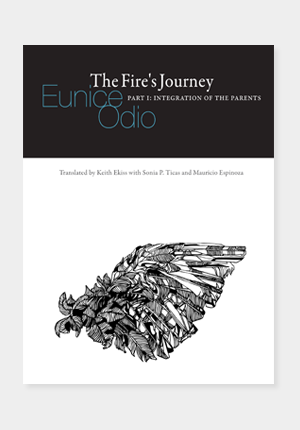 The Fire's Journey
Eunice
PART I: INTEGRATION OF THE PARENTS
Odio
Translated by Keith Ekiss with Sonia P. Ticas and Mauricio Espinoza